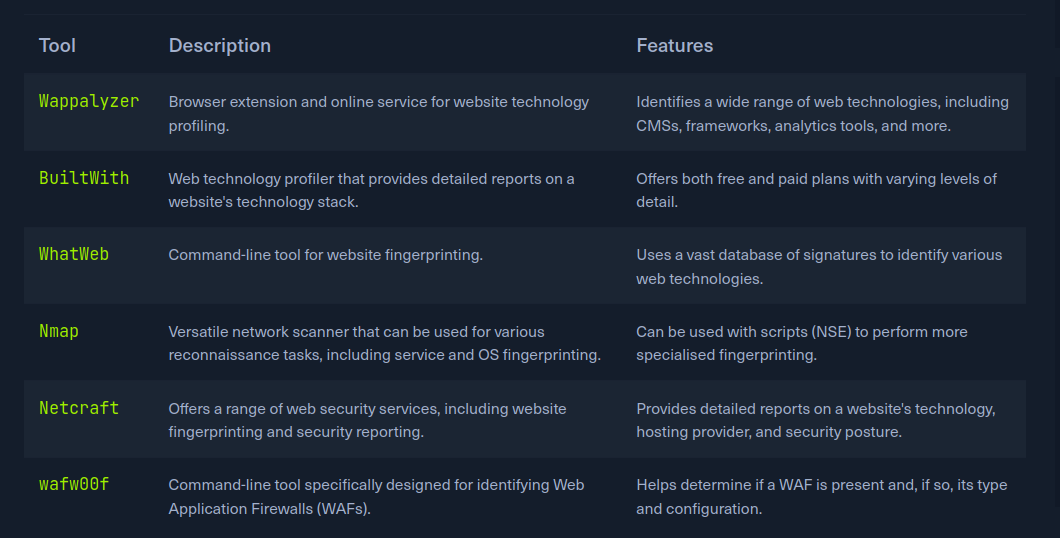 Tool Description Features
Wappalyzer Browser extension and online service for website technology Identifies a wide range of web technologies, including
profiling. CMSs, frameworks, analytics tools, and more.
BuiltWith Web technology profiler that provides detailed reports on a Offers both free and paid plans with varying levels of
website's technology stack. detail.
WhatWeb Command-line tool for website fingerprinting. Uses a vast database of signatures to identify various
web technologies.
Nmap Versatile network scanner that can be used for various Can be used with scripts (NSE) to perform more
reconnaissance tasks, including service and OS fingerprinting. specialised fingerprinting.
Netcraft Offers a range of web security services, including website Provides detailed reports on a website's technology,
fingerprinting and security reporting. hosting provider, and security posture.
wafw00f Command-line tool specifically designed for identifying Web Helps determine if a WAF is present and, if so, its type
Application Firewalls (WAFs). and configuration.